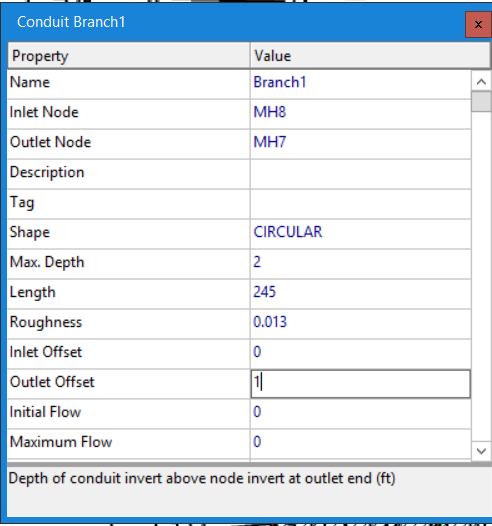 Conduit Branch1
x
Property Value
Name Branch1
Inlet Node MH8
Outlet Node MH7
Description
Tag
Shape CIRCULAR
Max. Depth 2
Length 245
Roughness 0.013
Inlet Offset 0
Outlet Offset 1
Initial Flow 0
Maximum Flow 0
Depth of conduit invert above node invert at outlet end (ft)